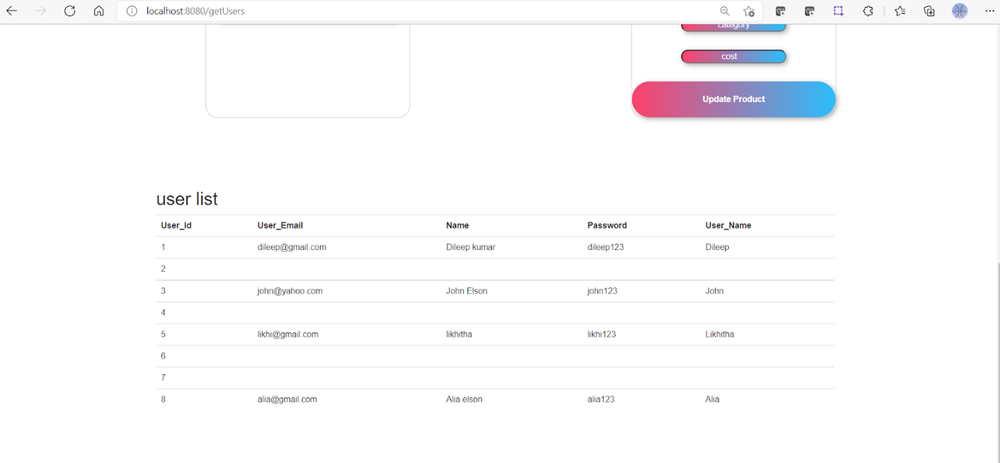 localhost:8080/getUsers
category
cost
Update Product
user list
User_Id User_Email Name Password User_Name
1 dileep@gmail.com Dileep kumar dileep123 Dileep
2
3 john@yahoo.com John Elson john123 John
4
5 likhi@gmail.com likhitha likhi123 Likhitha
6
7
8 alia@gmail.com Alia elson alia123 Alia